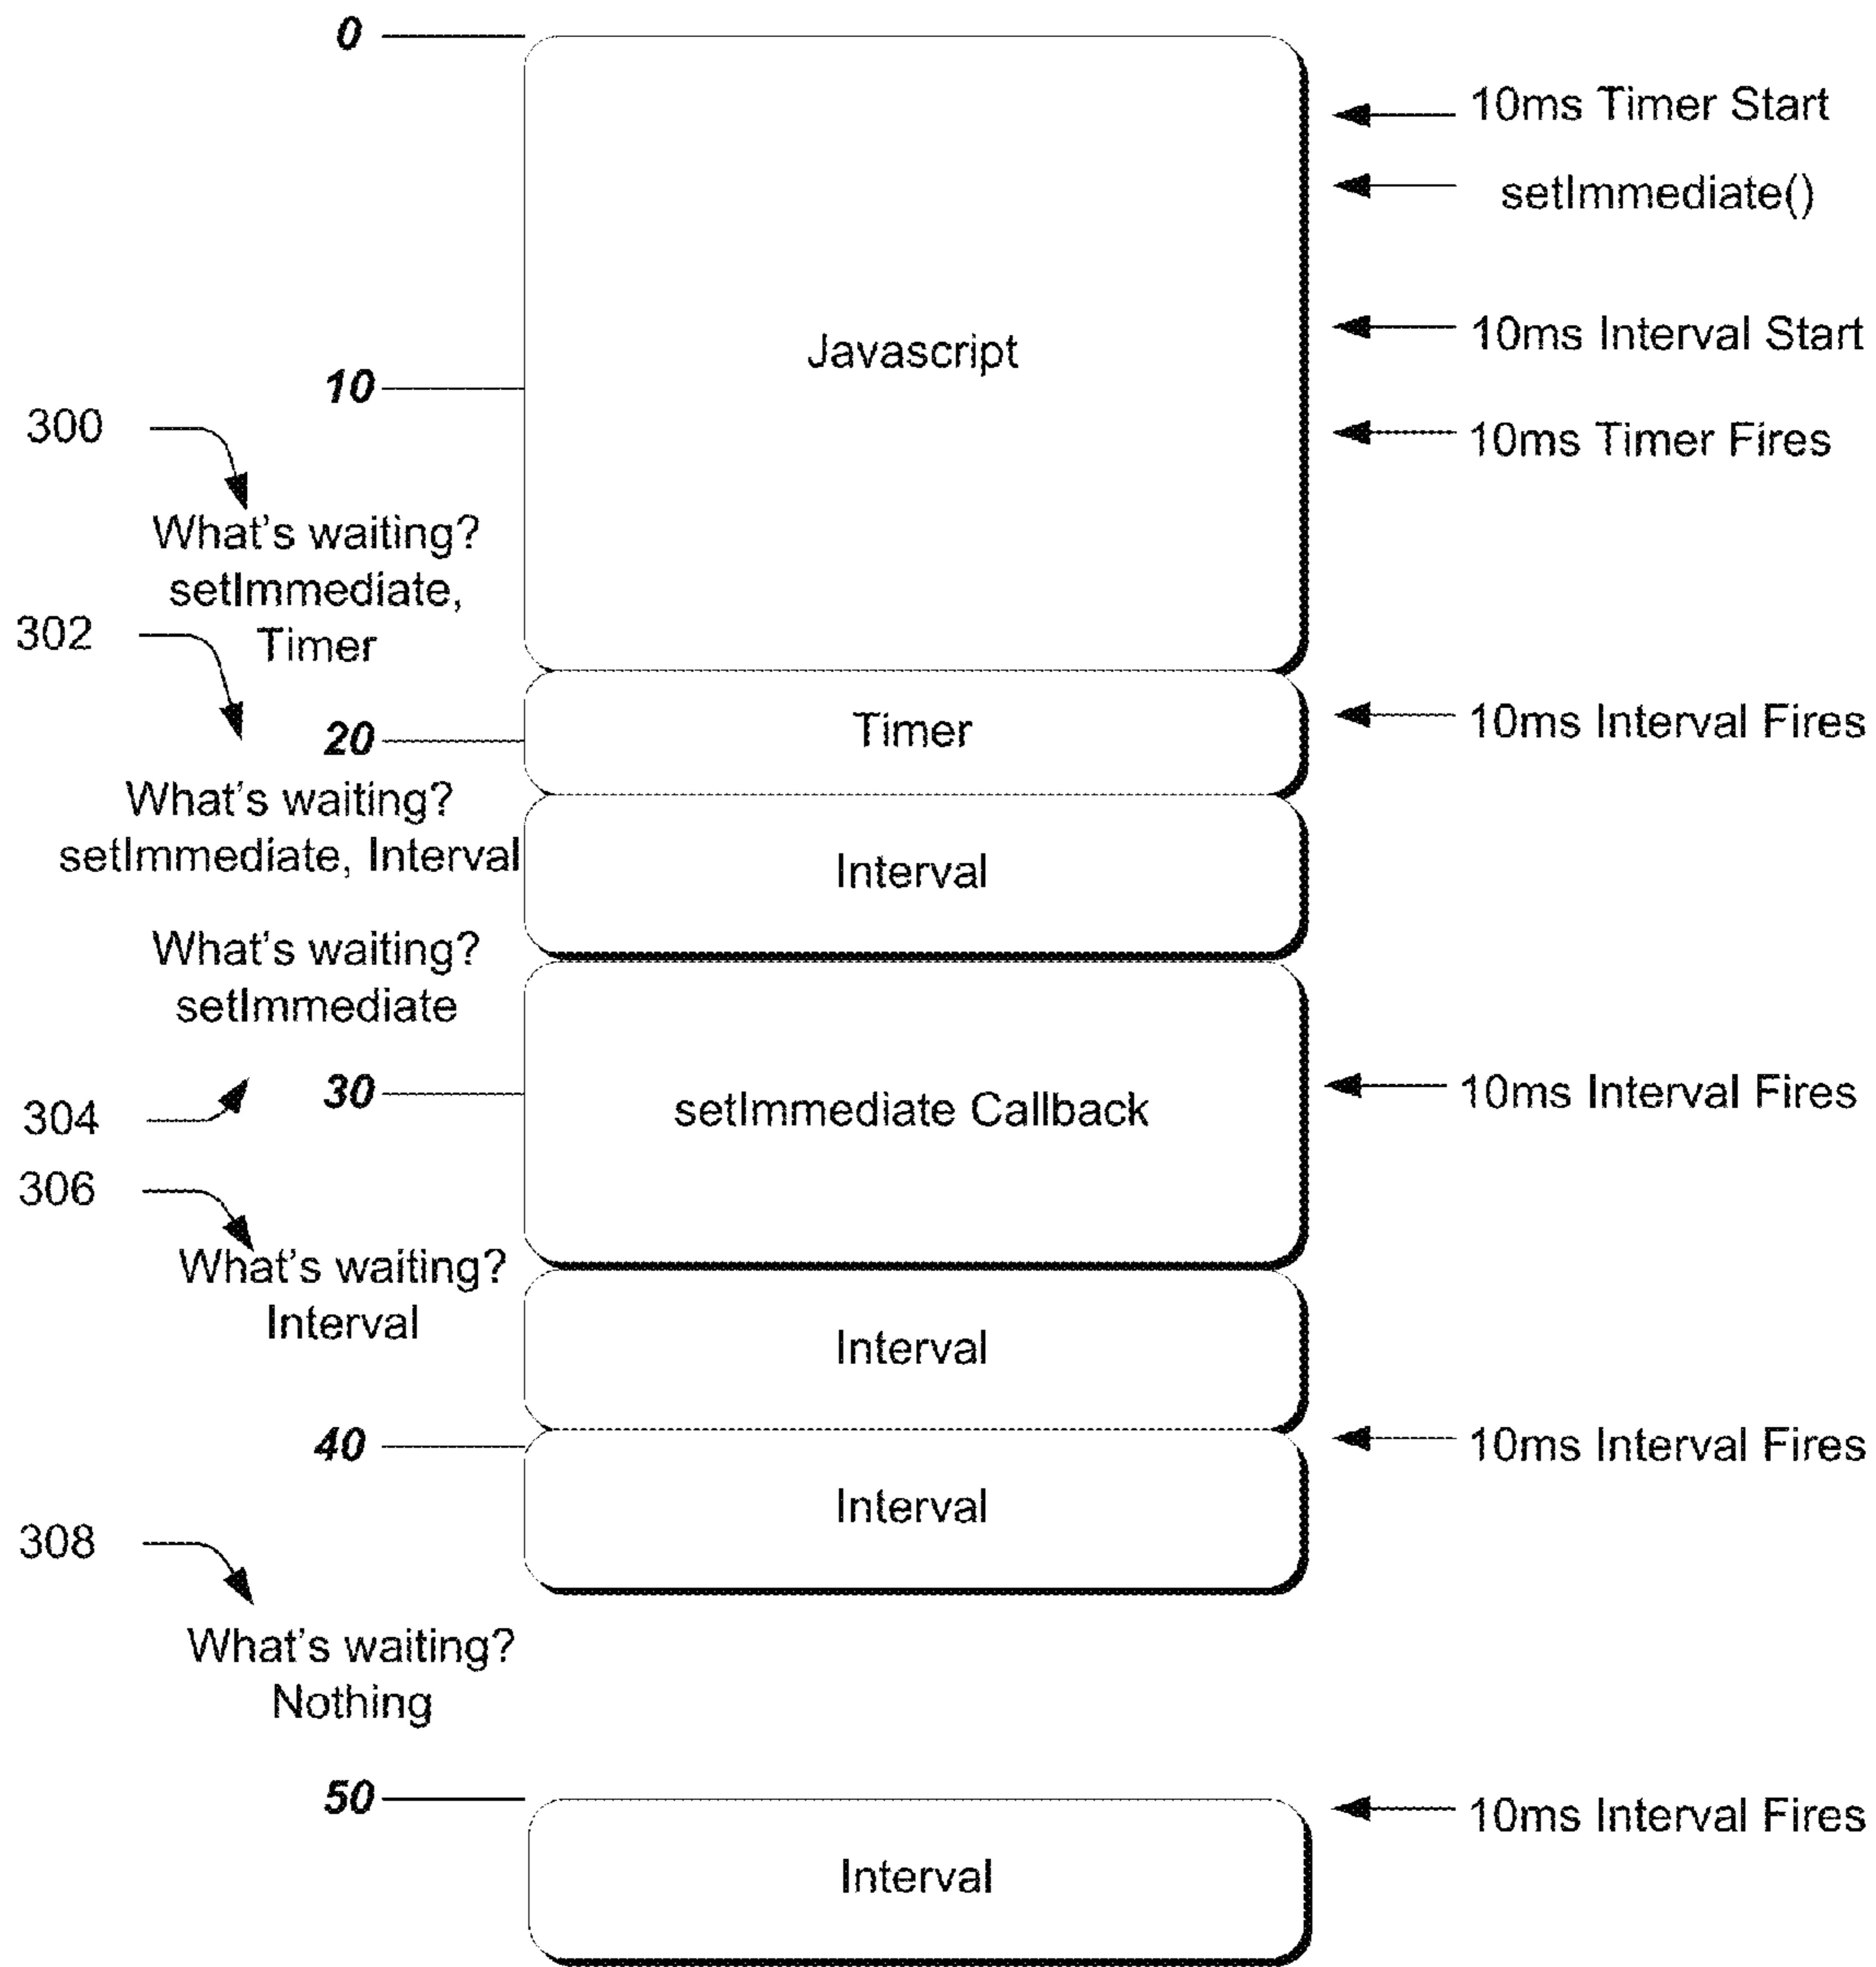 0
10ms Timer Start
setImmediate()
10ms Interval Start
Javascript
10
300
10ms Timer Fires
What's waiting?
setImmediate,
Timer
302
10ms Interval Fires
Timer
20
What's waiting?
setImmediate, Interval
Interval
What's waiting?
setImmediate
30
setImmediate Callback
10ms Interval Fires
304
306
What's waiting?
Interval
Interval
40
10ms Interval Fires
Interval
308
What's waiting?
Nothing
50
10ms Interval Fires
Interval